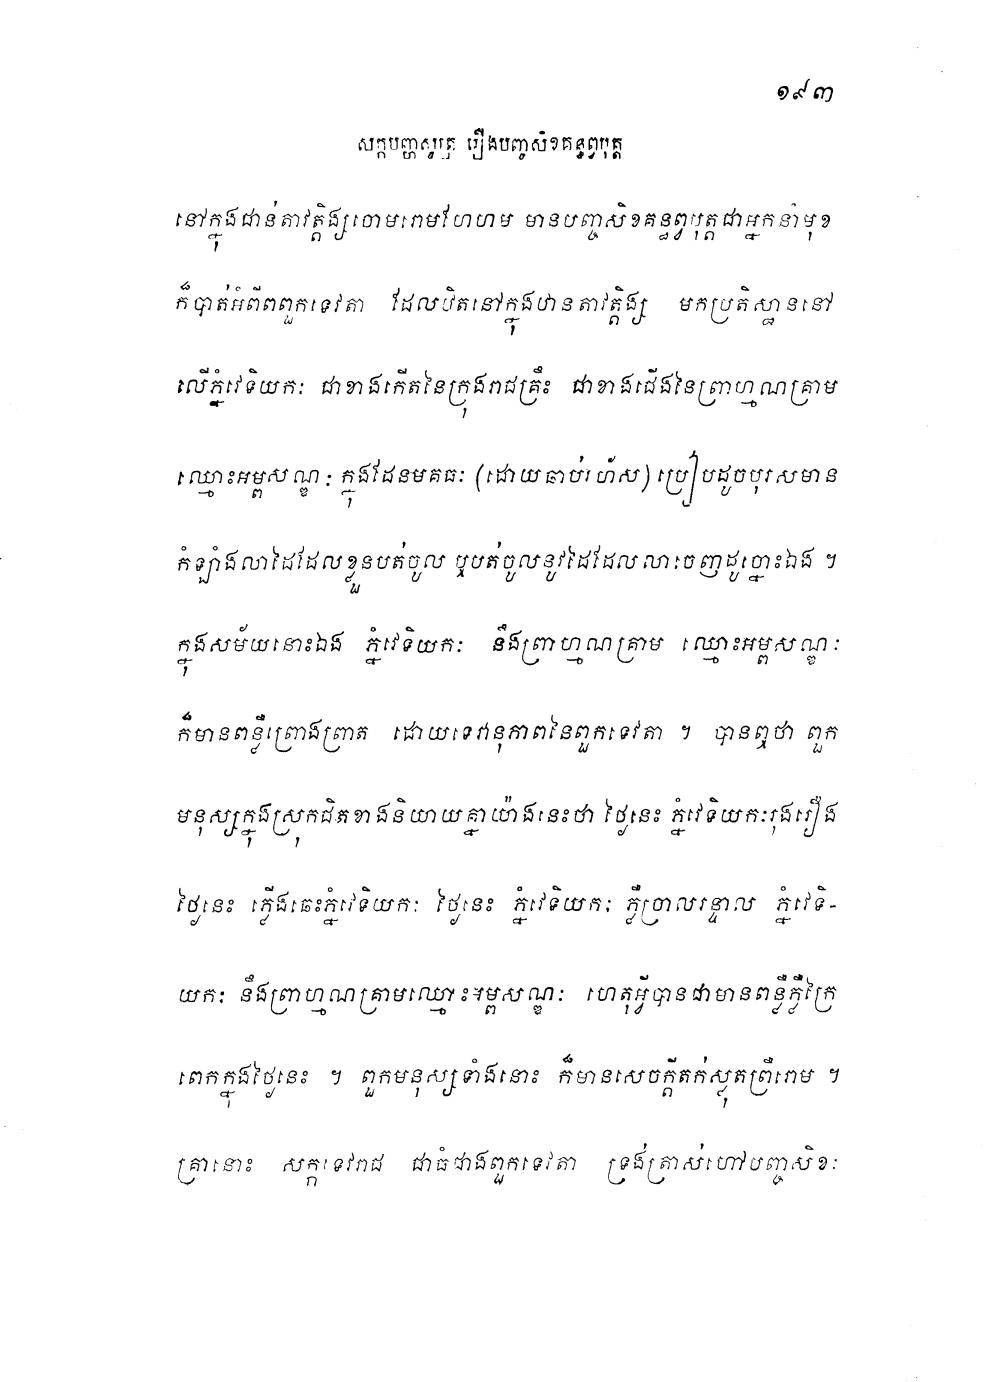 ១៩៣
សក្កបញ្ហសូត្រ រឿងបញ្ចសិខគន្ធព្វបុត្ត
នៅក្នុងជាន់តាវត្តិង្សចោមរោមហែហម មានបញ្ចសិខគន្ធព្វបុត្តជាអ្នកនាំមុខ
ក៏បាត់អំពីពពួកទេវតា ដែលឋិតនៅក្នុងឋានតាវត្តិង្ស មកប្រតិស្ឋាននៅ
លើភ្នំវេទិយកៈ ជាខាងកើតនៃក្រុងរាជគ្រឹះ ជាខាងជើងនៃព្រាហ្មណគ្រាម
ឈ្មោះអម្ពសណ្ឌៈ ក្នុងដែនមគធៈ (ដោយឆាប់រហ័ស) ប្រៀបដូចបុរសមាន
កំឡាំងលាដៃដែលខ្លួនបត់ចូល ឬបត់ចូលនូវដៃដែលលាចេញដូច្នោះឯង ។
ក្នុងសម័យនោះឯង ភ្នំវេទិយកៈ នឹងព្រាហ្មណគ្រាម ឈ្មោះអម្ពសណ្ឌៈ
ក៏មានពន្លឺព្រោងព្រាត ដោយទេវានុភាពនៃពួកទេវតា ។ បានឮថា ពួក
មនុស្សក្នុងស្រុកជិតខាងនិយាយគ្នាយ៉ាងនេះថា ថ្ងៃនេះ ភ្នំវេទិយកៈរុងរឿង
ថ្ងៃនេះ ភ្លើងឆេះភ្នំវេទិយកៈ ថ្ងៃនេះ ភ្នំវេទិយកៈ ភ្លឺច្រាលរន្ទាល ភ្នំវេទិ-
យកៈ នឹងព្រាហ្មណគ្រាមឈ្មោះអម្ពសណ្ឌៈ ហេតុអ្វីបានជាមានពន្លឺភ្លឺក្រៃ
ពេកក្នុងថ្ងៃនេះ ។ ពួកមនុស្សទាំងនោះ ក៏មានសេចក្តីតក់ស្លុតព្រឺរោម ។
គ្រានោះ សក្កទេវរាជ ជាធំជាងពួកទេវតា ទ្រង់ត្រាស់ហៅបញ្ចសិខៈ